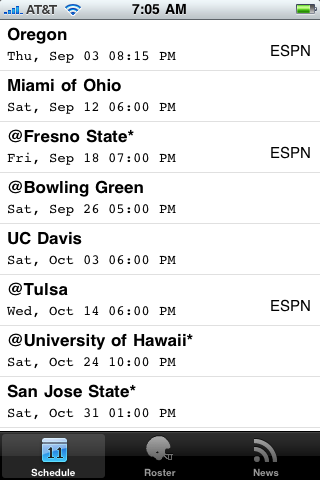 AT&T 7:05 AM
Oregon
Thu, Sep 03 08:15 PM ESPN
Miami of Ohio
Sat, Sep 12 06:00 PM
@Fresno State*
Fri, Sep 18 07:00 PM ESPN
@Bowling Green
Sat, Sep 26 05:00 PM
UC Davis
Sat, Oct 03 06:00 PM
@Tulsa
Wed, Oct 14 06:00 PM ESPN
@University of Hawaii*
Sat, Oct 24 10:00 PM
San Jose State*
Sat, Oct 31 01:00 PM
11
Schedule Roster News